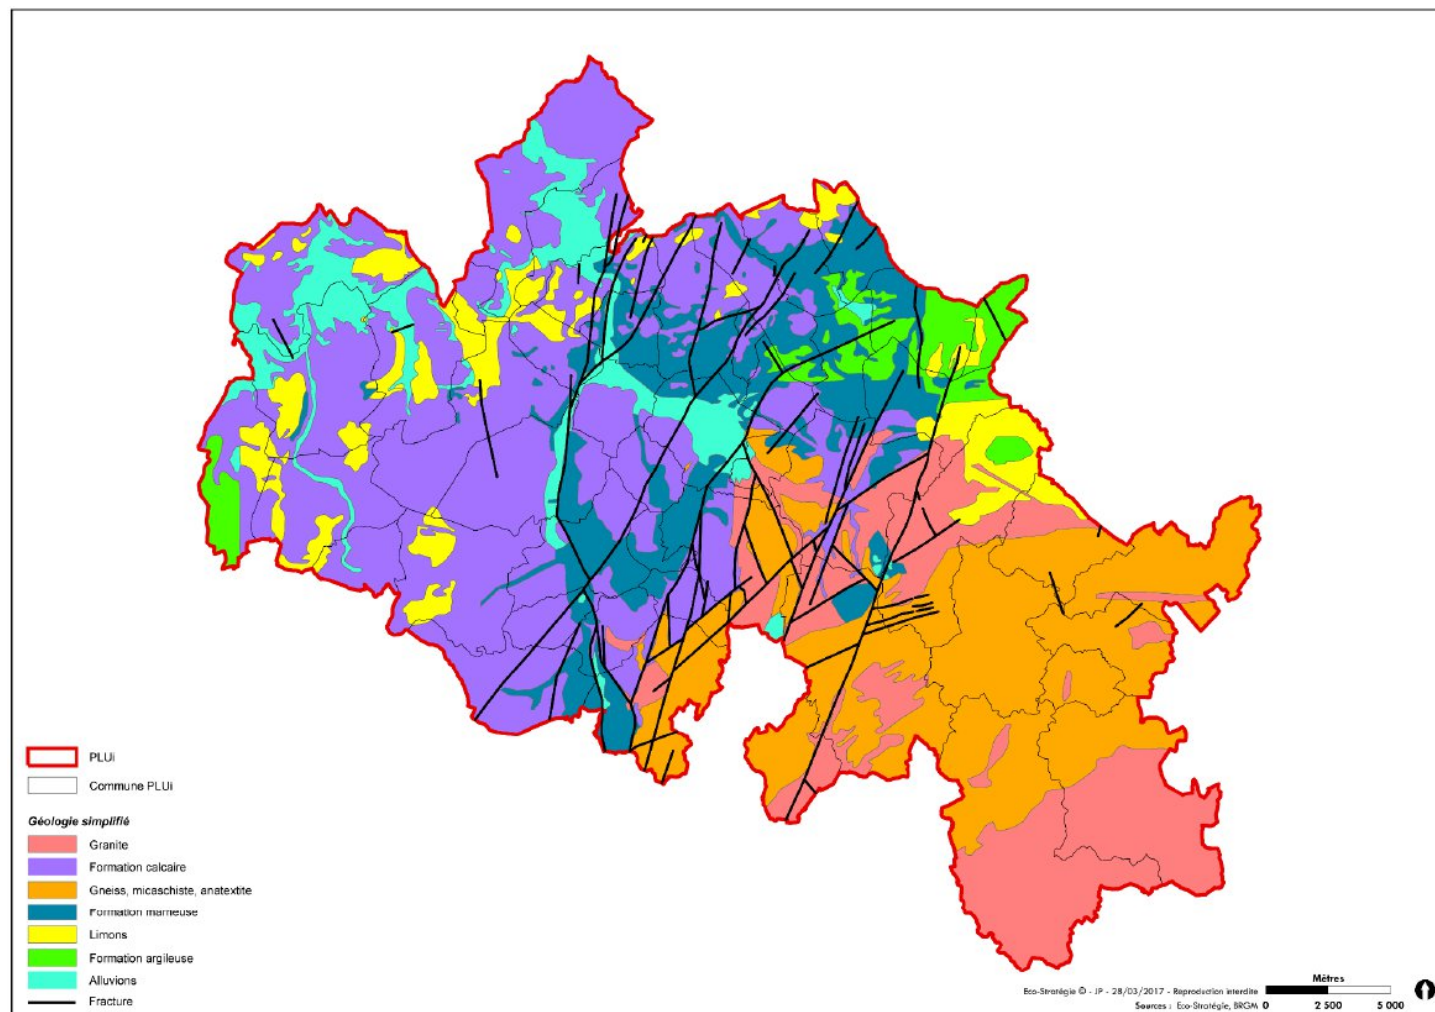 PLUi
Commune PLUi
Géologie simplifié
Granite
Formation calcaire
Gneiss, micaschiste, anatextite
Formation marneuse
Limons
Formation argileuse
Alluvions
Fracture
Mètres
Eco-Stratégie © - JP - 28/03/2017 - Reproduction interdite
Sources : Eco-Stratégie, BRGM 0 2 500 5 000